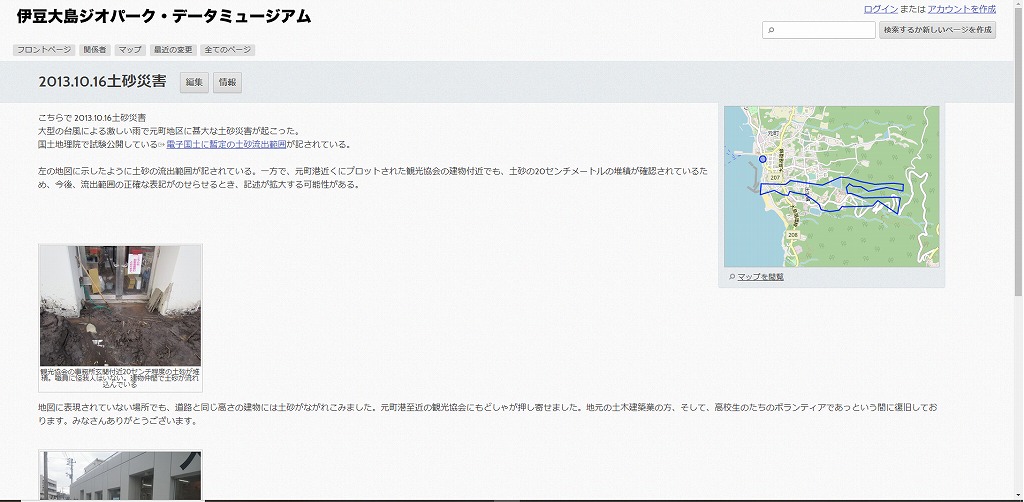 伊豆大島ジオパーク・データミュージアム
ログイン または アカウントを作成
検索するか新しいページを作成
フロントページ 関係者 マップ 最近の変更 全てのページ
2013.10.16土砂災害 編集 情報
こちらで 2013.10.16土砂災害
大型の台風による激しい雨で元町地区に甚大な土砂災害が起こった。
国土地理院で試験公開している電子国土に暫定の土砂流出範囲が記されている。
左の地図に示したように土砂の流出範囲が記されている。一方で、元町港近くにプロットされた観光協会の建物付近でも、土砂の20センチメートルの堆積が確認されているた
め、今後、流出範囲の正確な表記がのせらせるとき、記述が拡大する可能性がある。
元町
207
208
マップを閲覧
観光協会の事務所玄関付近20センチ程度の土砂が堆
積。職員に怪我人はいない。建物仲間で土砂が流れ
込んでいる
地図に表現されていない場所でも、道路と同じ高さの建物には土砂がながれこみました。元町港至近の観光協会にもどしゃが押し寄せました。地元の土木建築業の方、そして、高校生のたちのボランティアであっという間に復旧してお
ります。みなさんありがとうございます。